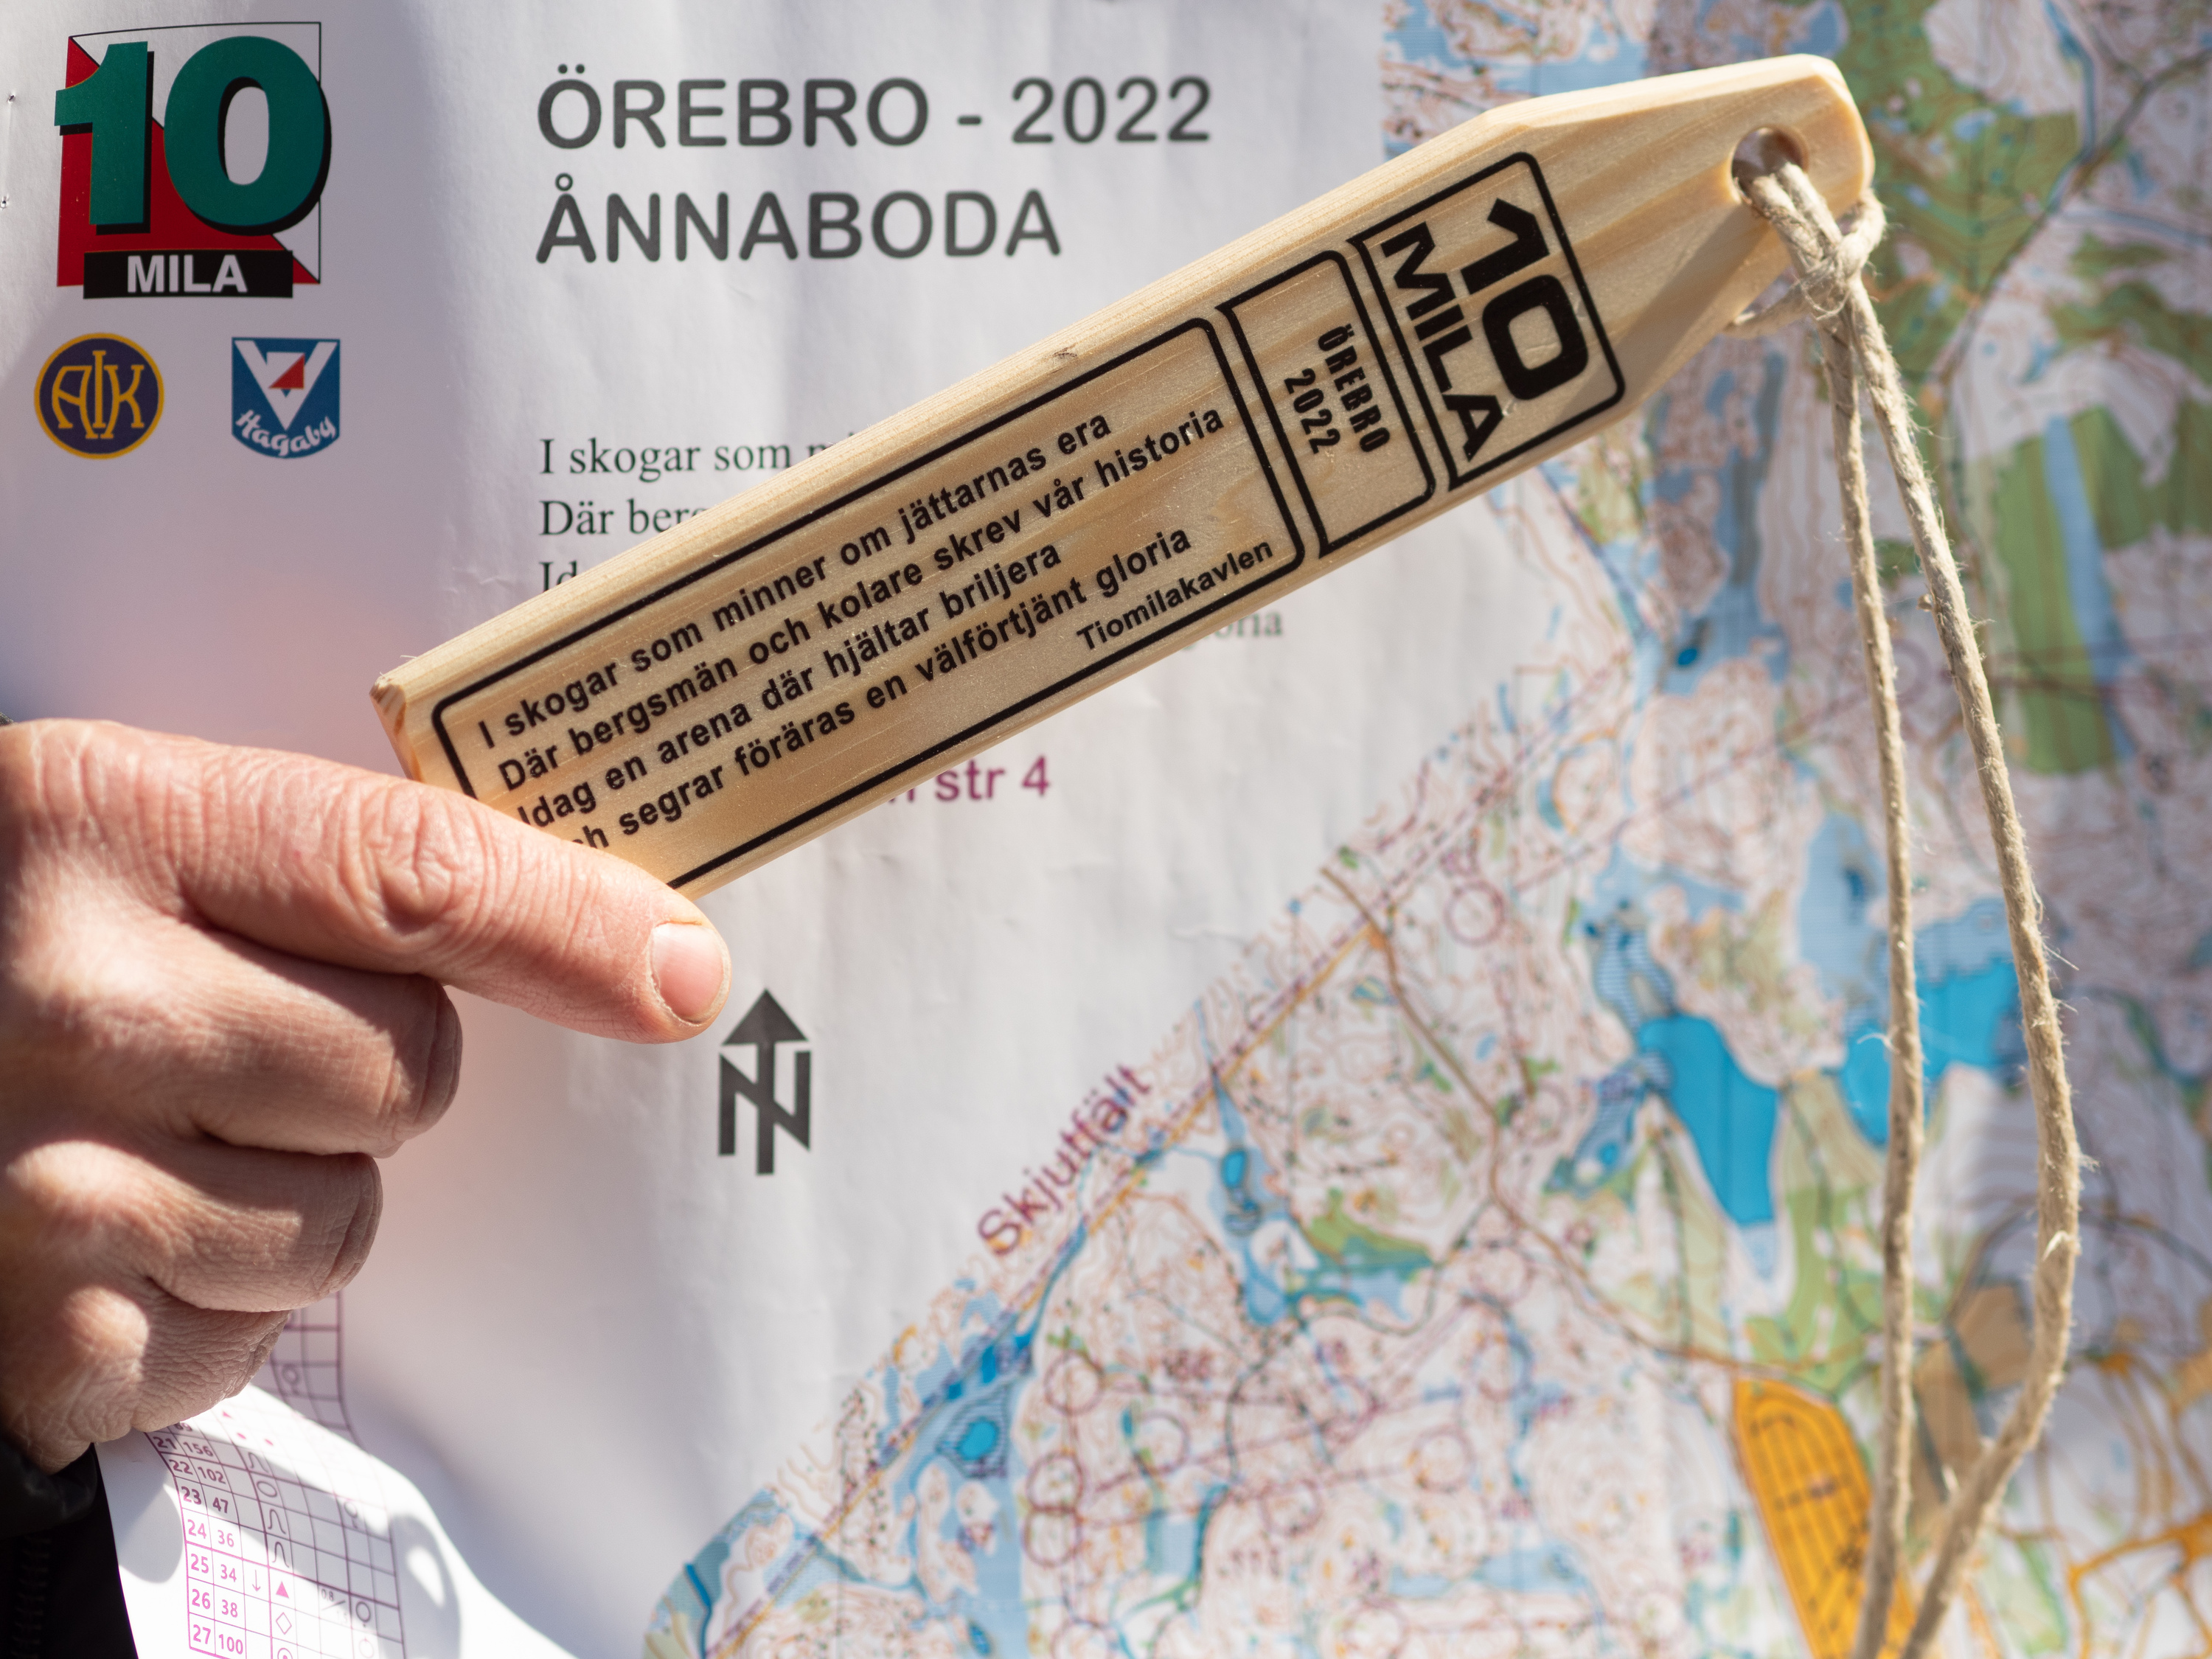 10
MILA
AIK
Hagaby
ÖREBRO - 2022
ÅNNABODA
I skogar som
Där
str 4
10
MILA
ÖREBRO
2022
I skogar som minner om jättarnas era
Där bergsmän och kolare skrev vår historia
Idag en arena där hjältar briljera
segrar föräras en välförtjänt gloria
Tiomilakavlen
N
Skjutfält
21 156
22 102
23 47
24 36
25 34
26 38
27 100